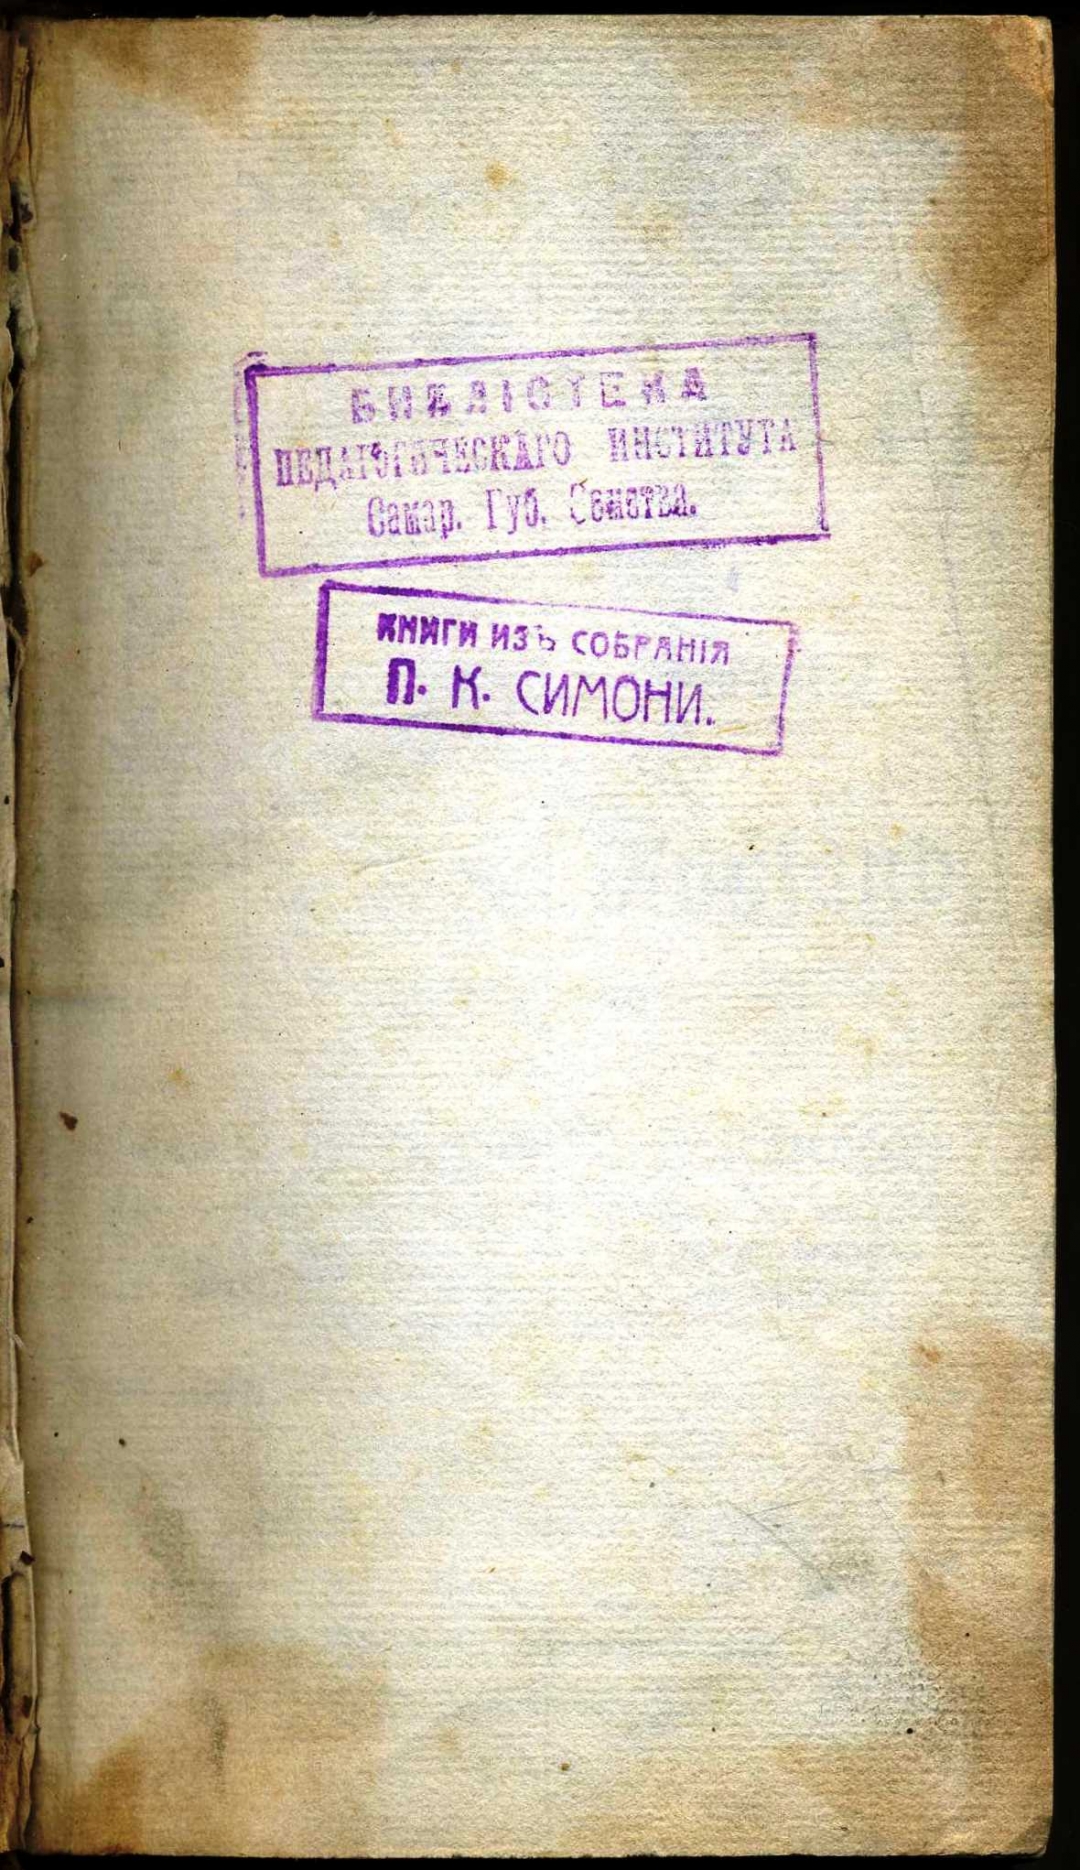 БИБЛІОТЕКА
ПЕДАГОГИЧЕСКАГО ИНСТИТУТА
Самар. Губ. Земства.
КНИГИ ИЗЪ СОБРАНІЯ
П. К. СИМОНИ.